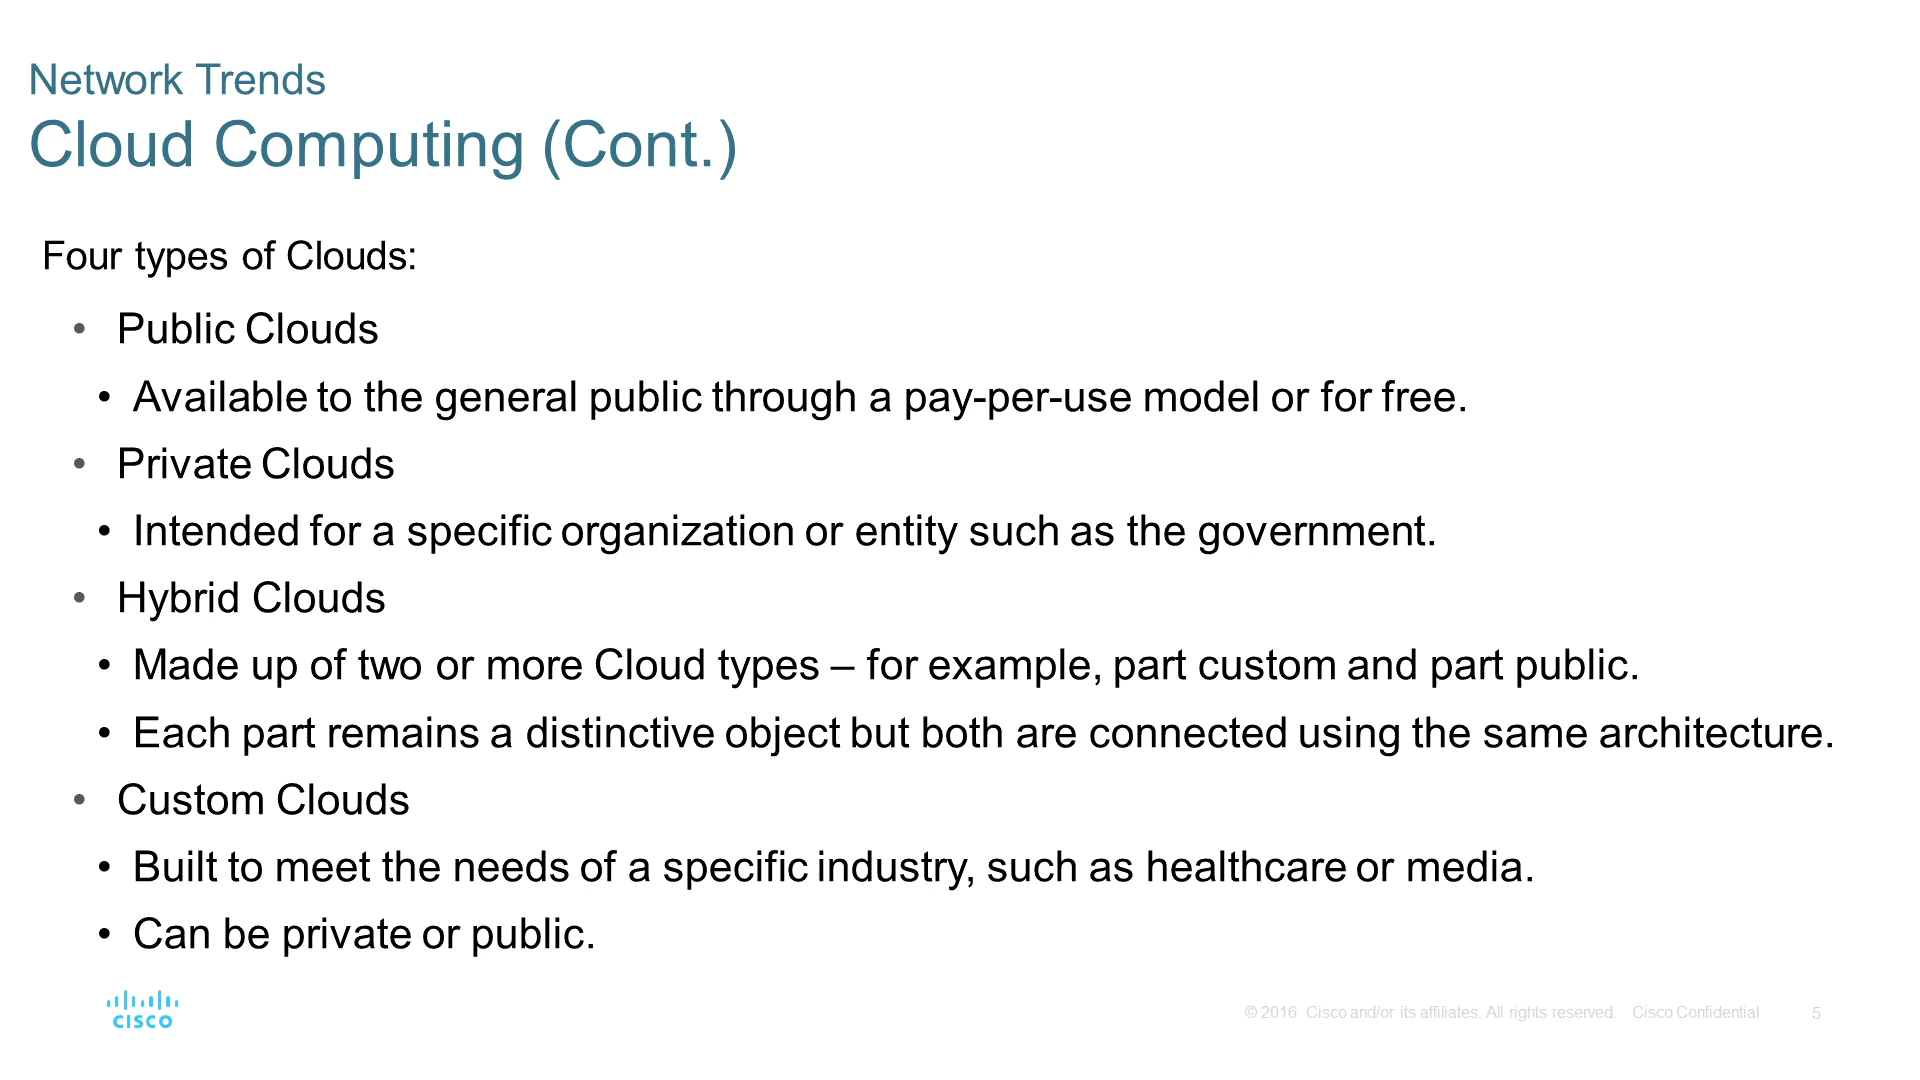 Network Trends
Cloud Computing (Cont.)
Four types of Clouds:
• Public Clouds
• Available to the general public through a pay-per-use model or for free.
• Private Clouds
• Intended for a specific organization or entity such as the government.
• Hybrid Clouds
• Made up of two or more Cloud types – for example, part custom and part public.
• Each part remains a distinctive object but both are connected using the same architecture.
• Custom Clouds
• Built to meet the needs of a specific industry, such as healthcare or media.
• Can be private or public.
CISCO
© 2016 Cisco and/or its affiliates. All rights reserved. Cisco Confidential 5